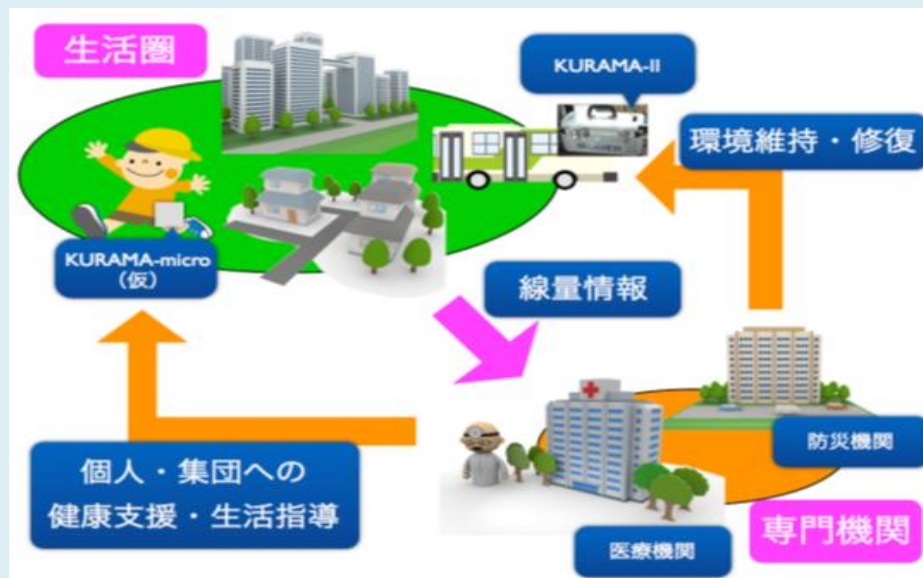 生活圏
KURAMA-II
環境維持・修復
KURAMA-micro
（仮）
線量情報
個人・集団への
健康支援・生活指導
防災機関
医療機関
専門機関